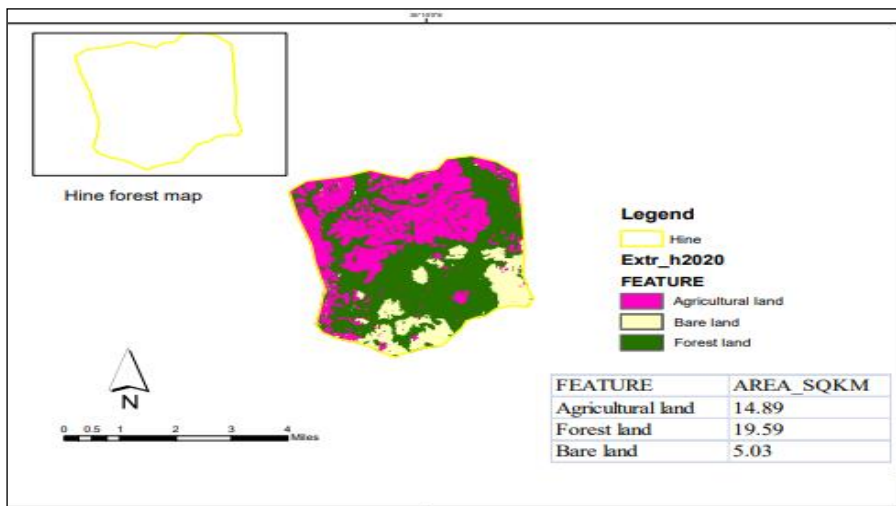 Hine forest map
Legend
Hine
Extr_h2020
FEATURE
Agricultural land
Bare land
Forest land
N
0 0.5 1 2 3 4
Miles
FEATURE AREA_SQKM
Agricultural land 14.89
Forest land 19.59
Bare land 5.03